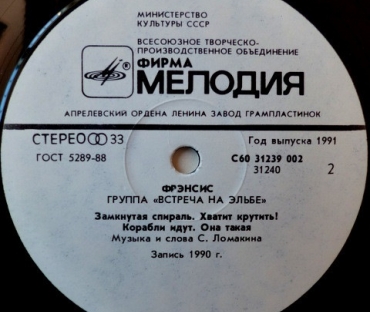 МИНИСТЕРСТВО
КУЛЬТУРЫ СССР
ВСЕСОЮЗНОЕ ТВОРЧЕСКО-
ПРОИЗВОДСТВЕННОЕ ОБЪЕДИНЕНИЕ
ФИРМА
® МЕЛОДИЯ
АПРЕЛЕВСКИЙ ОРДЕНА ЛЕНИНА ЗАВОД ГРАМПЛАСТИНОК
СТЕРЕО 33
Год выпуска 1991
ГОСТ 5289-88
С60 31239 002
31240
2
ФРЭНСИС
ГРУППА «ВСТРЕЧА НА ЭЛЬБЕ»
Замкнутая спираль. Хватит крутить!
Корабли идут. Она такая
Музыка и слова С. Ломакина
Запись 1990 г.